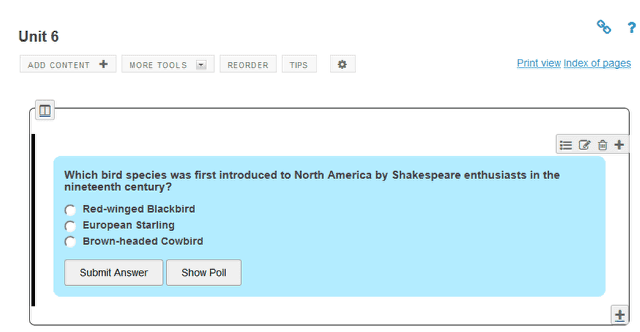 Unit 6
ADD CONTENT
MORE TOOLS
REORDER
TIPS
Print view Index of pages
Which bird species was first introduced to North America by Shakespeare enthusiasts in the
nineteenth century?
Red-winged Blackbird
European Starling
Brown-headed Cowbird
Submit Answer
Show Poll